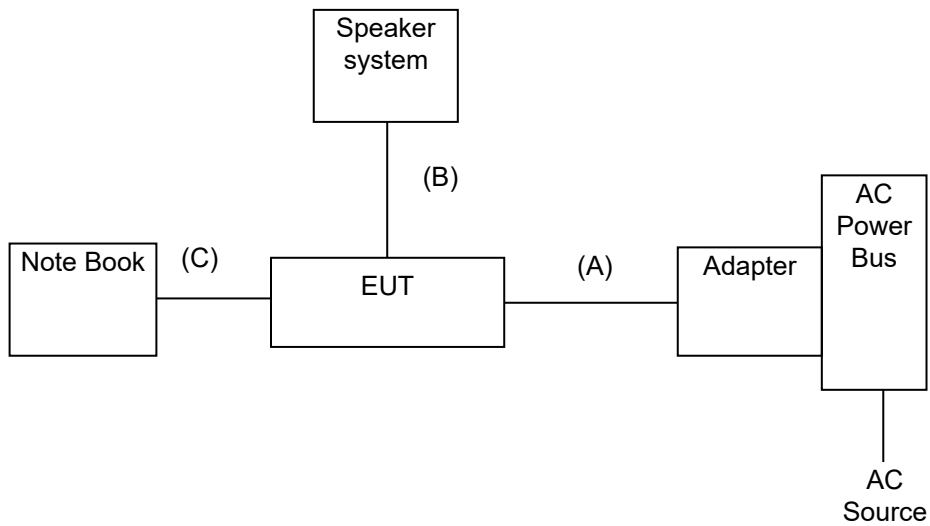 Speaker
system
(B)
AC
Power
Bus
Note Book
(C)
EUT
(A)
Adapter
AC
Source